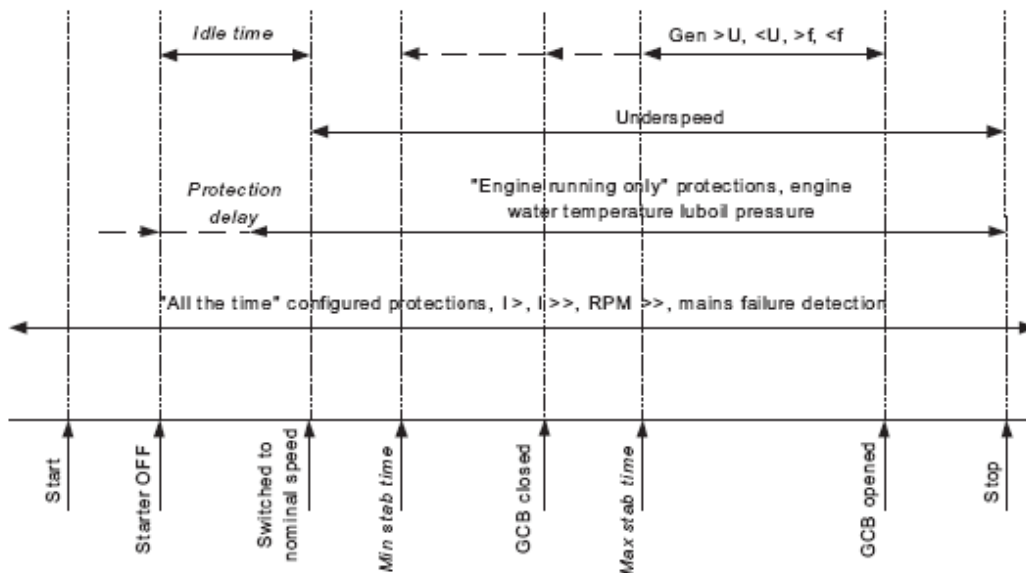 Idle time
Gen >U, <U, >f, <f
Underspeed
Protection
delay
"Engine running only" protections, engine
water temperature luboil pressure
"All the time" configured protections, I >, I >>, RPM >>, mains failure detection
Start
Starter OFF
Switched to
nominal speed
Min stab time
GCB closed
Max stab time
GCB opened
Stop